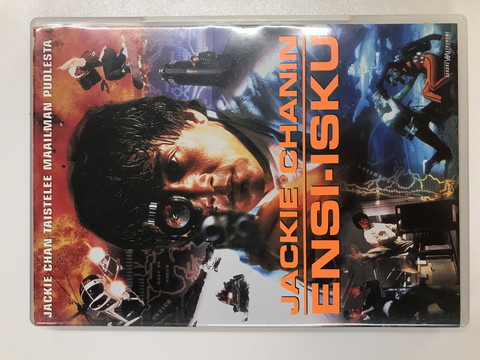 JACKIE CHAN TAISTELEE MAAILMAN PUOLESTA
JACKIE CHANIN
ENSI-ISKU